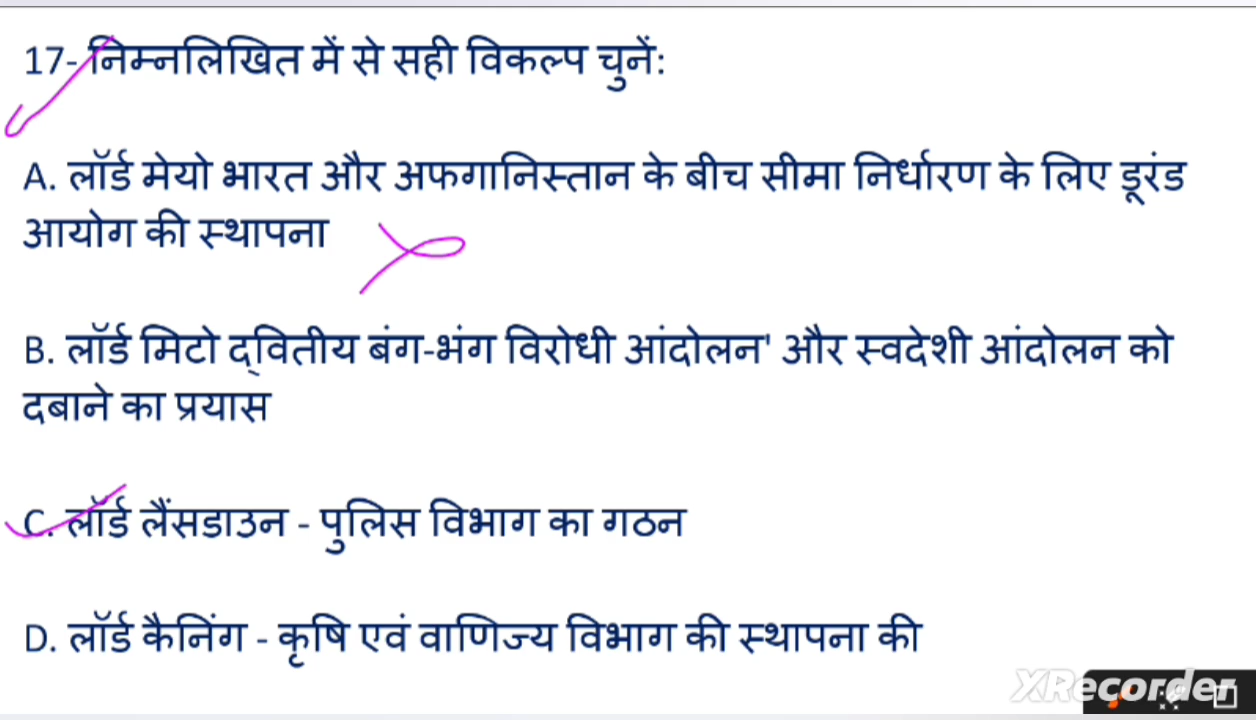 17- निम्नलिखित में से सही विकल्प चुनें:
A. लॉर्ड मेयो भारत और अफगानिस्तान के बीच सीमा निर्धारण के लिए डूरंड
आयोग की स्थापना
B. लॉर्ड मिटो द्वितीय बंग-भंग विरोधी आंदोलन' और स्वदेशी आंदोलन को
दबाने का प्रयास
C. लॉर्ड लैंसडाउन - पुलिस विभाग का गठन
D. लॉर्ड कैनिंग - कृषि एवं वाणिज्य विभाग की स्थापना की
XRecorder